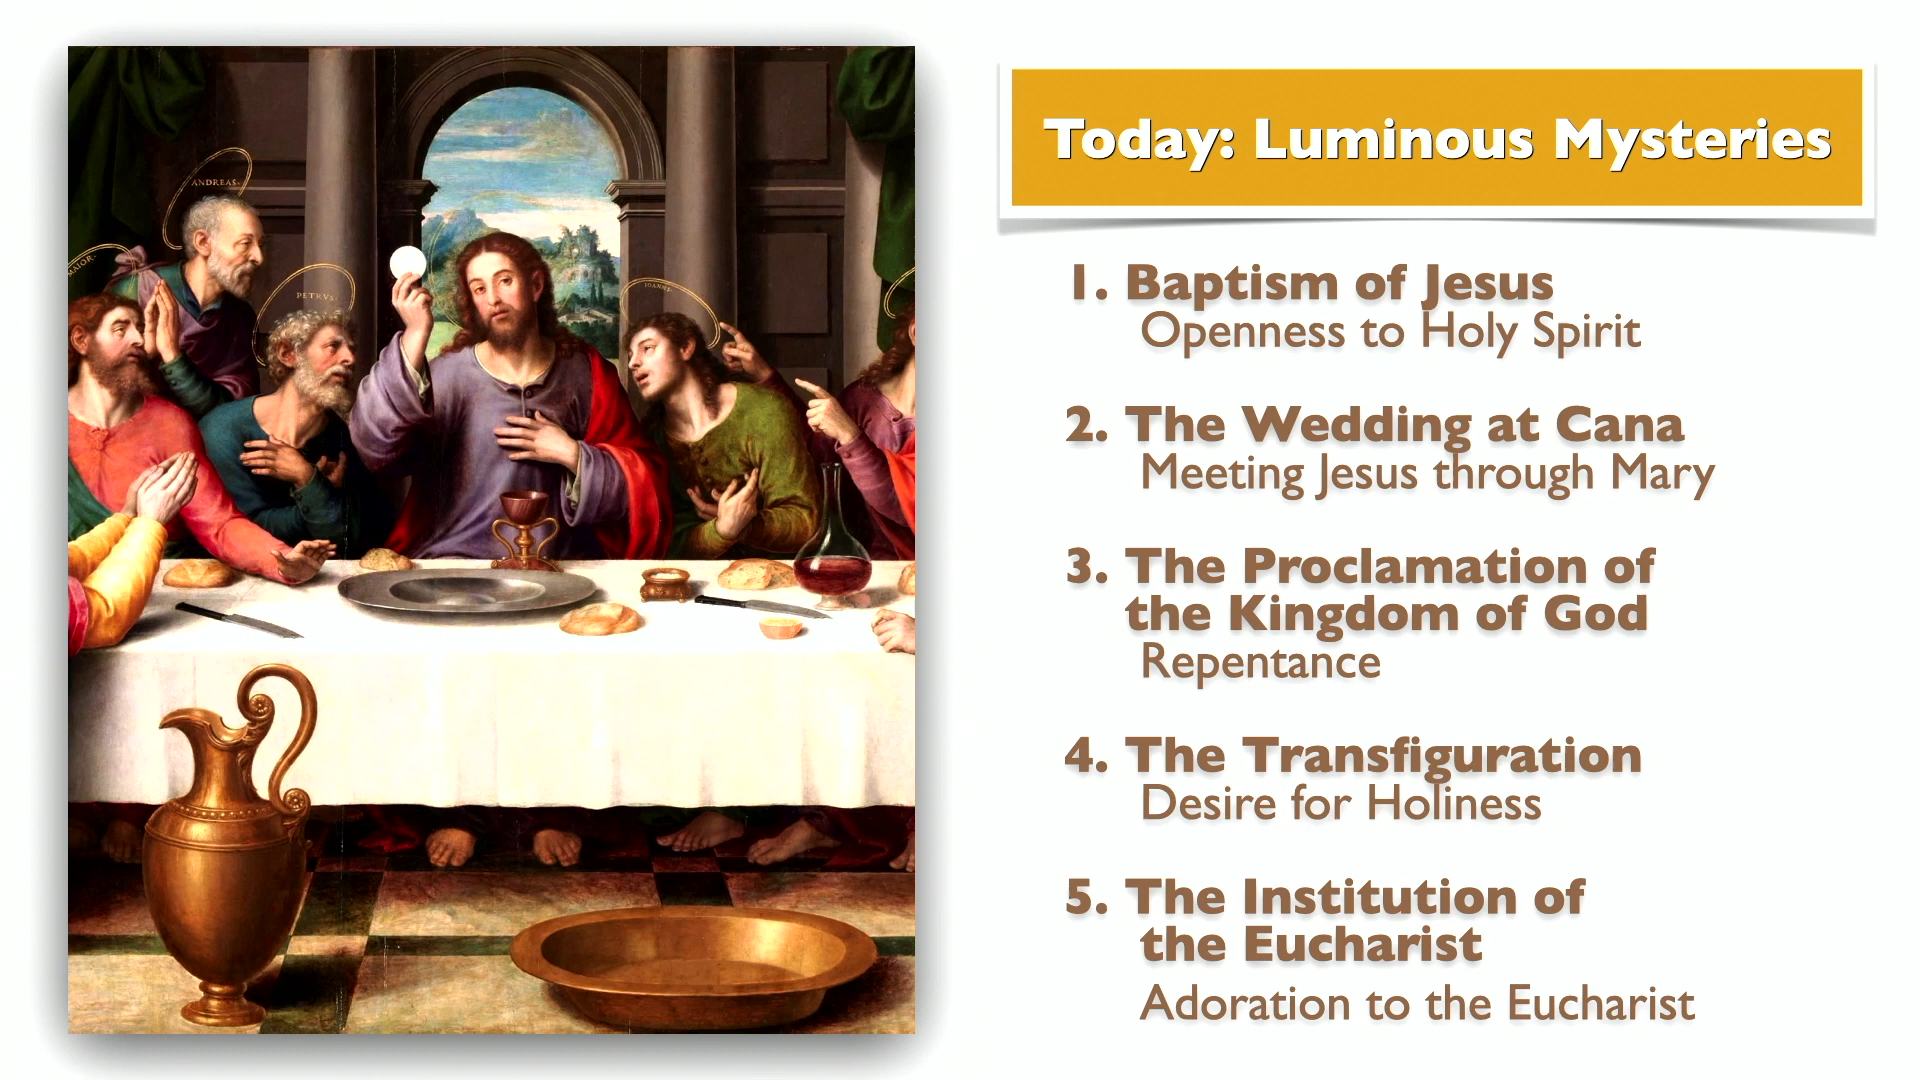 ANDREAS
MAIOR
PETRVS
IOANNE
Today: Luminous Mysteries
1. Baptism of Jesus
Openness to Holy Spirit
2. The Wedding at Cana
Meeting Jesus through Mary
3. The Proclamation of
the Kingdom of God
Repentance
4. The Transfiguration
Desire for Holiness
5. The Institution of
the Eucharist
Adoration to the Eucharist